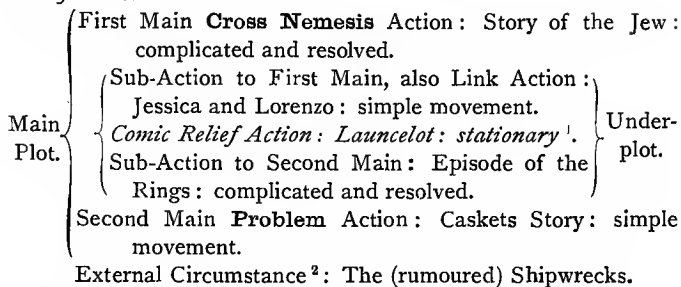 First Main Cross Nemesis Action : Story of the Jew :
complicated and resolved.
Sub-Action to First Main, also Link Action :
Jessica and Lorenzo : simple movement.
Main Plot.
Comic Relief Action : Launcelot : stationary ¹.
Under-plot.
Sub-Action to Second Main : Episode of the
Rings : complicated and resolved.
Second Main Problem Action : Caskets Story : simple
movement.
External Circumstance ² : The (rumoured) Shipwrecks.